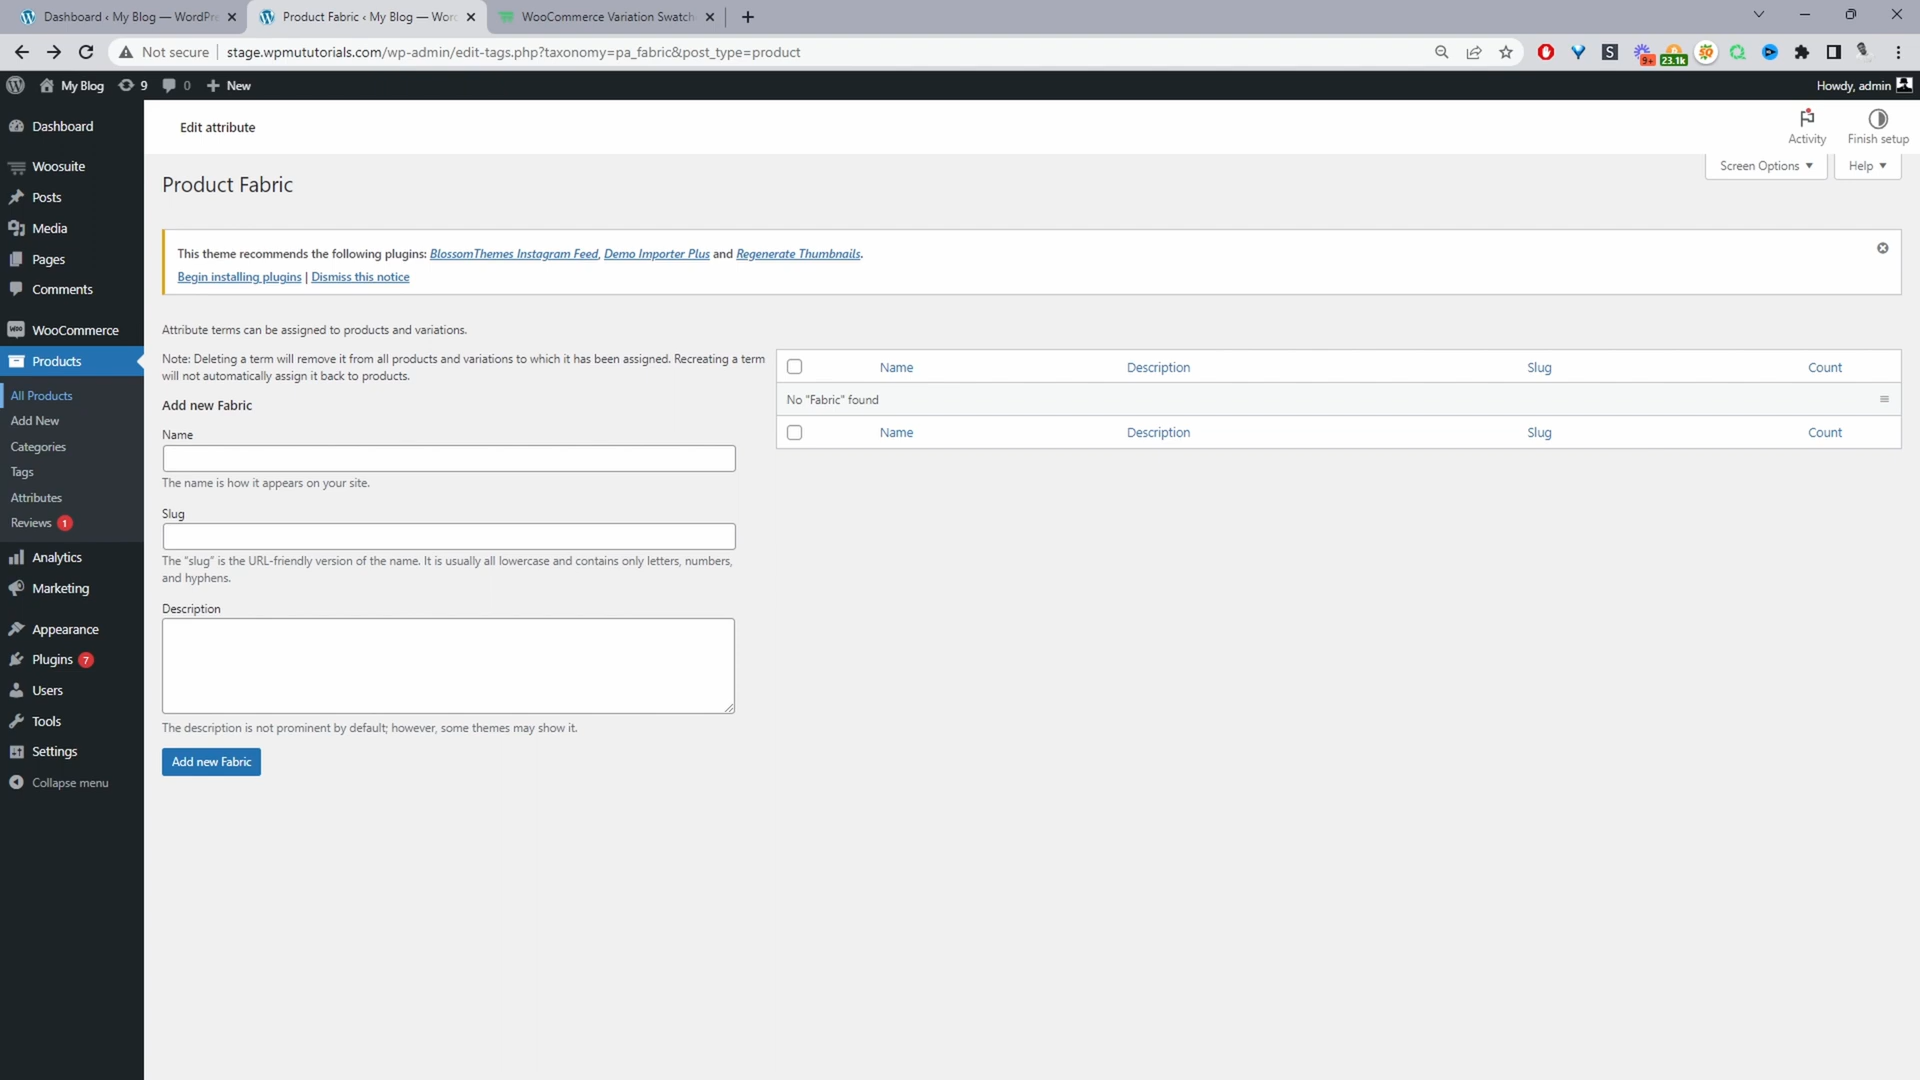 Dashboard ‹ My Blog — WordPre
Product Fabric ‹ My Blog — Word
WooCommerce Variation Swatch
Not secure
stage.wpmututorials.com/wp-admin/edit-tags.php?taxonomy=pa_fabric&post_type=product
9+
23.1k
My Blog
9
0
New
Howdy, admin
Dashboard
Woosuite
Posts
Media
Pages
Comments
WooCommerce
Products
All Products
Add New
Categories
Tags
Attributes
Reviews 1
Analytics
Marketing
Appearance
Plugins 7
Users
Tools
Settings
Collapse menu
Edit attribute
Activity
Finish setup
Screen Options
Help
Product Fabric
This theme recommends the following plugins: BlossomThemes Instagram Feed, Demo Importer Plus and Regenerate Thumbnails.
Begin installing plugins | Dismiss this notice
Attribute terms can be assigned to products and variations.
Note: Deleting a term will remove it from all products and variations to which it has been assigned. Recreating a term
will not automatically assign it back to products.
Add new Fabric
Name
The name is how it appears on your site.
Slug
The “slug” is the URL-friendly version of the name. It is usually all lowercase and contains only letters, numbers,
and hyphens.
Description
The description is not prominent by default; however, some themes may show it.
Add new Fabric
Name Description Slug Count
No "Fabric" found
Name Description Slug Count